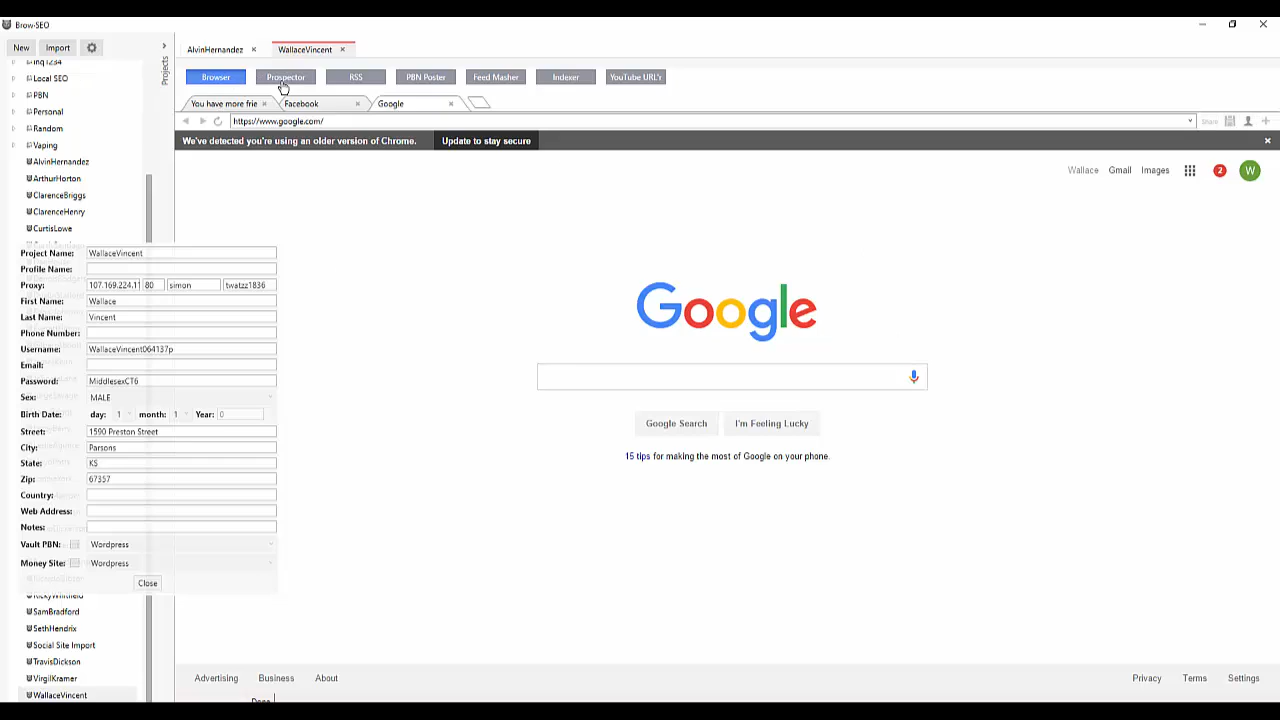 Brow-SEO
New Import
Projects
AlvinHernandez
WallaceVincent
Browser Prospector RSS PBN Poster Feed Masher Indexer YouTube URL's
You have more frie Facebook Google
https://www.google.com/
Share
We've detected you're using an older version of Chrome. Update to stay secure
Wallace Gmail Images 2 W
Local SEO
PBN
Personal
Random
Vaping
AlvinHernandez
ArthurHorton
ClarenceBriggs
ClarenceHenry
CurtisLowe
Project Name: WallaceVincent
Profile Name:
Proxy: 107.169.224.11 80 simon twatzz1836
First Name: Wallace
Last Name: Vincent
Phone Number:
Username: WallaceVincent064137p
Email:
Password: MiddlesexCT6
Sex: MALE
Birth Date: day: 1 month: 1 Year: 0
Street: 1590 Preston Street
City: Parsons
State: KS
Zip: 67357
Country:
Web Address:
Notes:
Vault PBN: Wordpress
Money Site: Wordpress
Close
SamBradford
SethHendrix
Social Site Import
TravisDickson
VirgilKramer
WallaceVincent
Google
Google Search I'm Feeling Lucky
15 tips for making the most of Google on your phone.
Advertising Business About
Privacy Terms Settings
Done